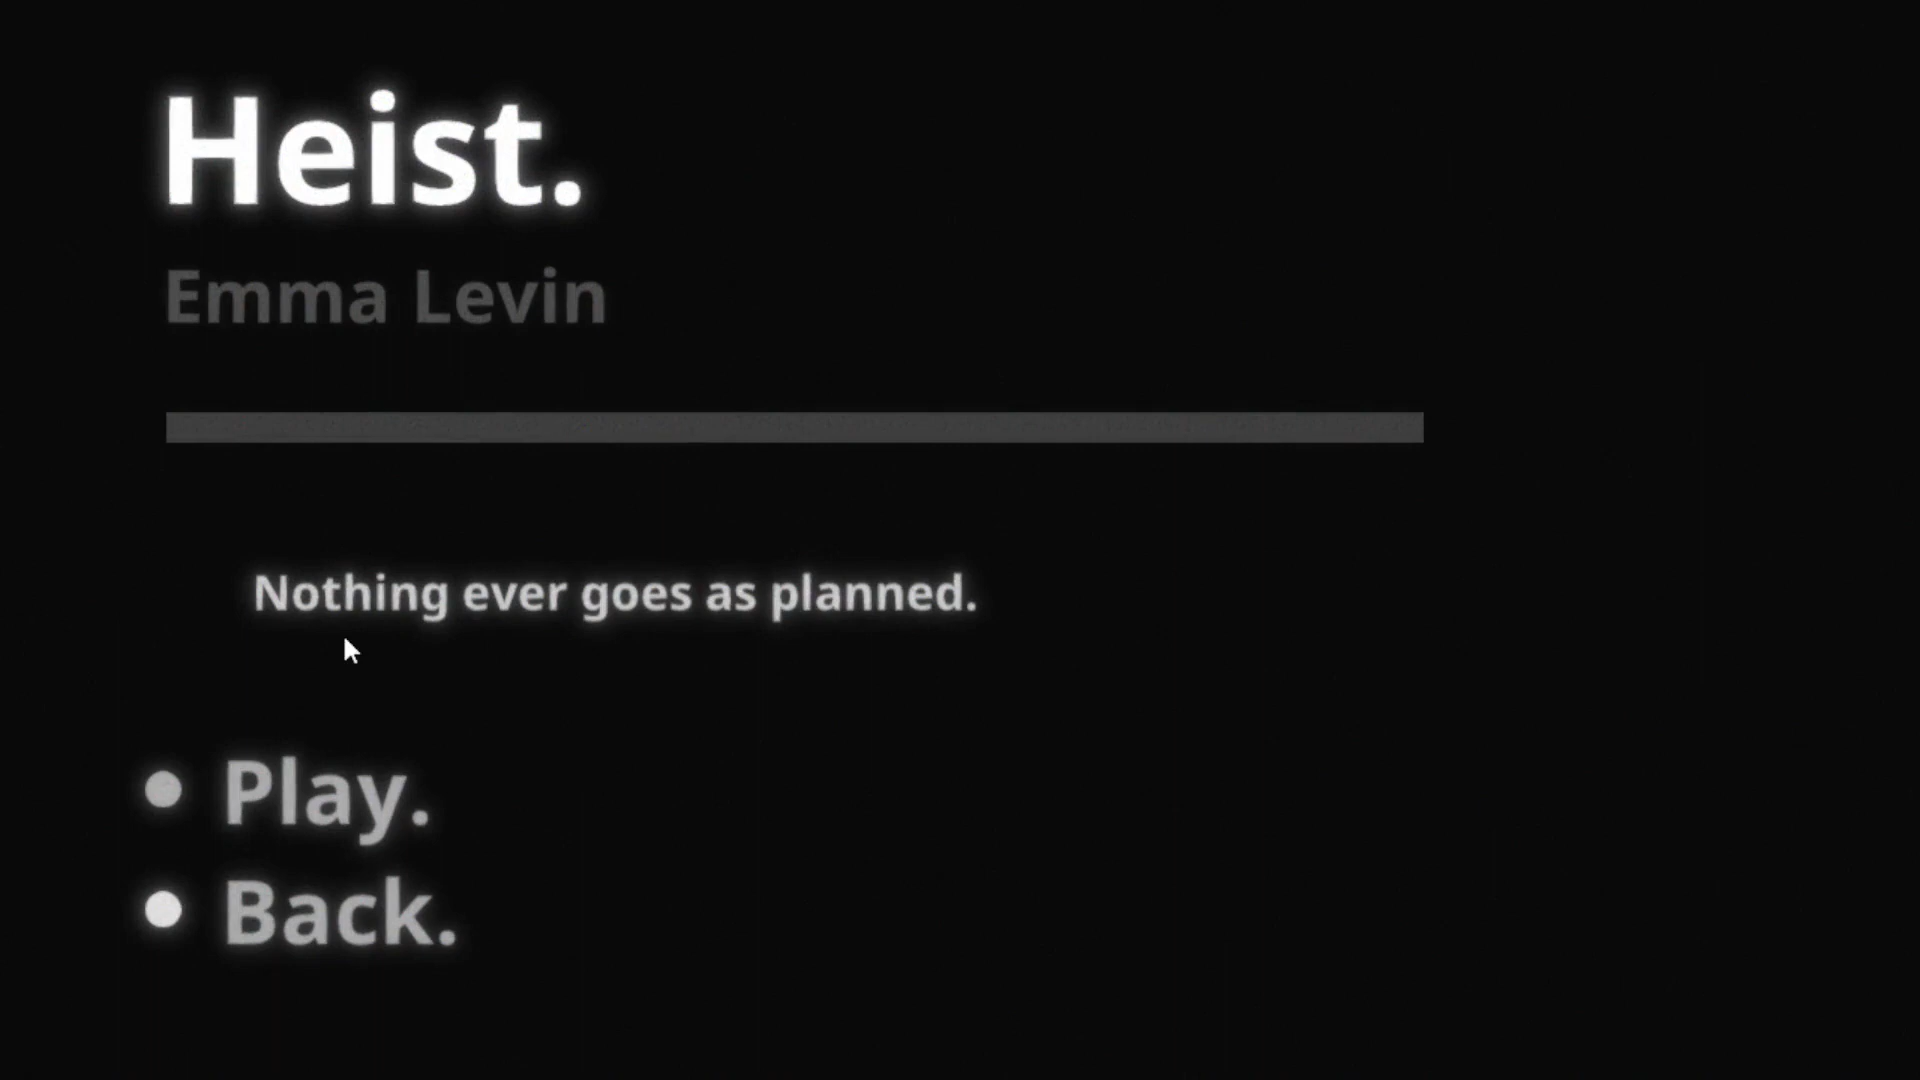 Heist.
Emma Levin
Nothing ever goes as planned.
Play.
Back.